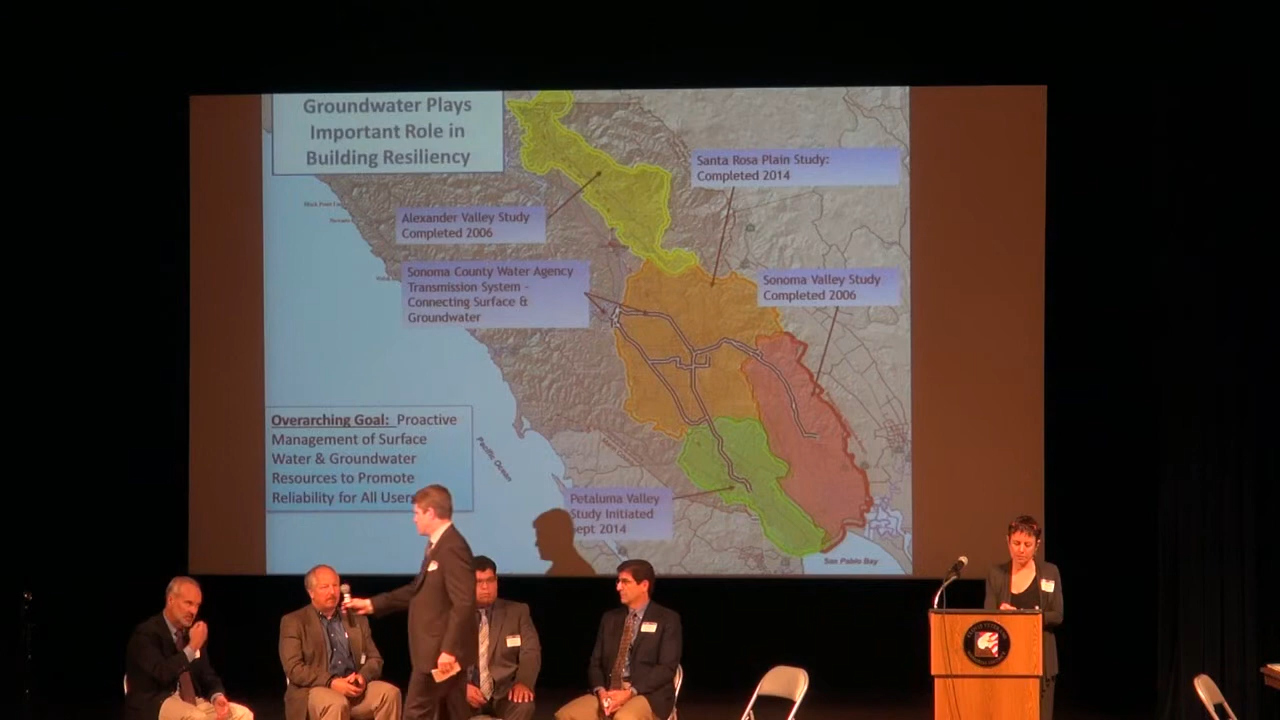 Groundwater Plays
Important Role in
Building Resiliency
Santa Rosa Plain Study:
Completed 2014
Alexander Valley Study
Completed 2006
Sonoma County Water Agency
Transmission System -
Connecting Surface &
Groundwater
Sonoma Valley Study
Completed 2006
Overarching Goal: Proactive
Management of Surface
Water & Groundwater
Resources to Promote
Reliability for All Users
Pacific Ocean
Petaluma Valley
Study Initiated
Sept 2014
San Pablo Bay